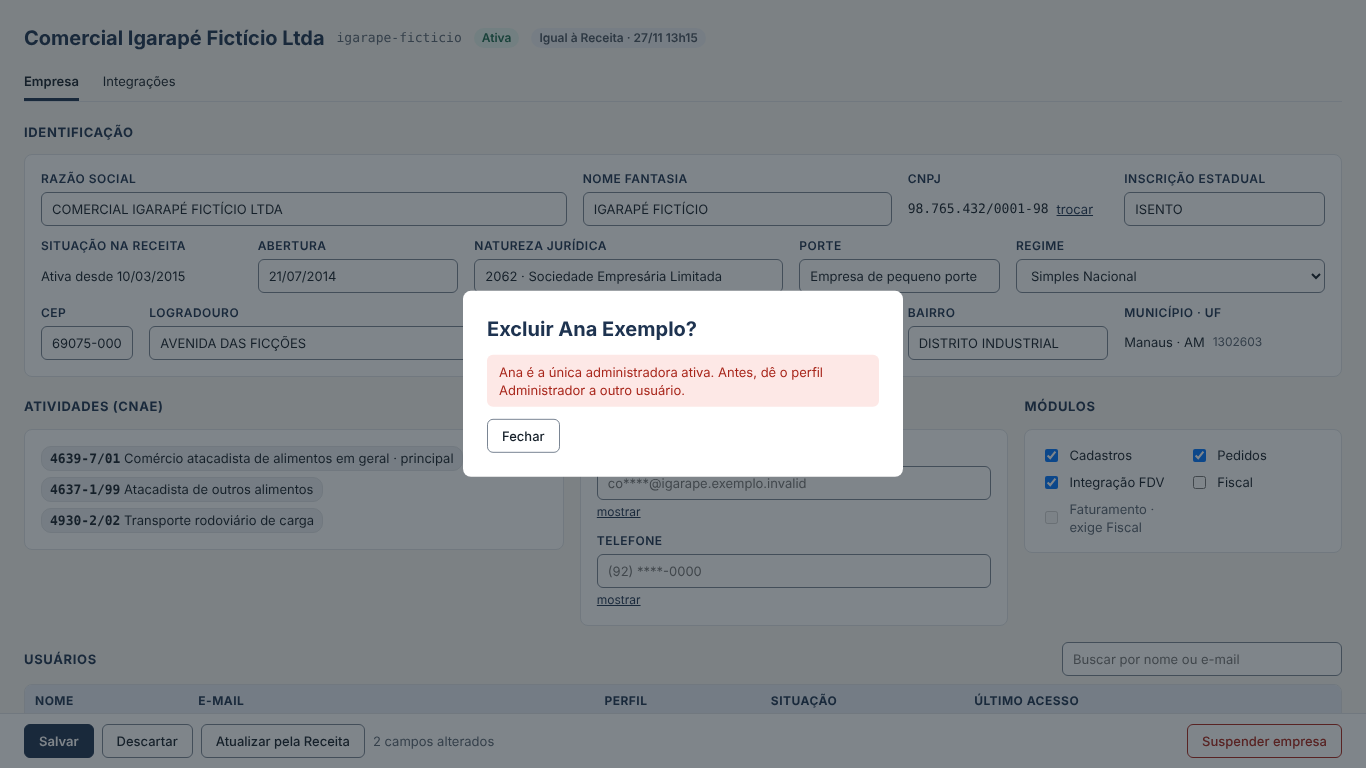 Comercial Igarapé Fictício Ltda igarape-ficticio Ativa Igual à Receita · 27/11 13h15
Empresa Integrações
IDENTIFICAÇÃO
RAZÃO SOCIAL NOME FANTASIA CNPJ INSCRIÇÃO ESTADUAL
COMERCIAL IGARAPÉ FICTÍCIO LTDA IGARAPÉ FICTÍCIO 98.765.432/0001-98 trocar ISENTO
SITUAÇÃO NA RECEITA ABERTURA NATUREZA JURÍDICA PORTE REGIME
Ativa desde 10/03/2015 21/07/2014 2062 · Sociedade Empresária Limitada Empresa de pequeno porte Simples Nacional
CEP LOGRADOURO BAIRRO MUNICÍPIO · UF
69075-000 AVENIDA DAS FICÇÕES DISTRITO INDUSTRIAL Manaus · AM 1302603
Excluir Ana Exemplo?
Ana é a única administradora ativa. Antes, dê o perfil
Administrador a outro usuário.
Fechar
ATIVIDADES (CNAE) MÓDULOS
4639-7/01 Comércio atacadista de alimentos em geral · principal
4637-1/99 Atacadista de outros alimentos
4930-2/02 Transporte rodoviário de carga
co****@igarape.exemplo.invalid
mostrar
TELEFONE
(92) ****-0000
mostrar
Cadastros Pedidos
Integração FDV Fiscal
Faturamento ·
exige Fiscal
USUÁRIOS Buscar por nome ou e-mail
NOME E-MAIL PERFIL SITUAÇÃO ÚLTIMO ACESSO
Salvar Descartar Atualizar pela Receita 2 campos alterados Suspender empresa